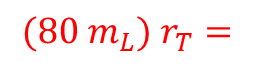 (80 m_L) r_T =